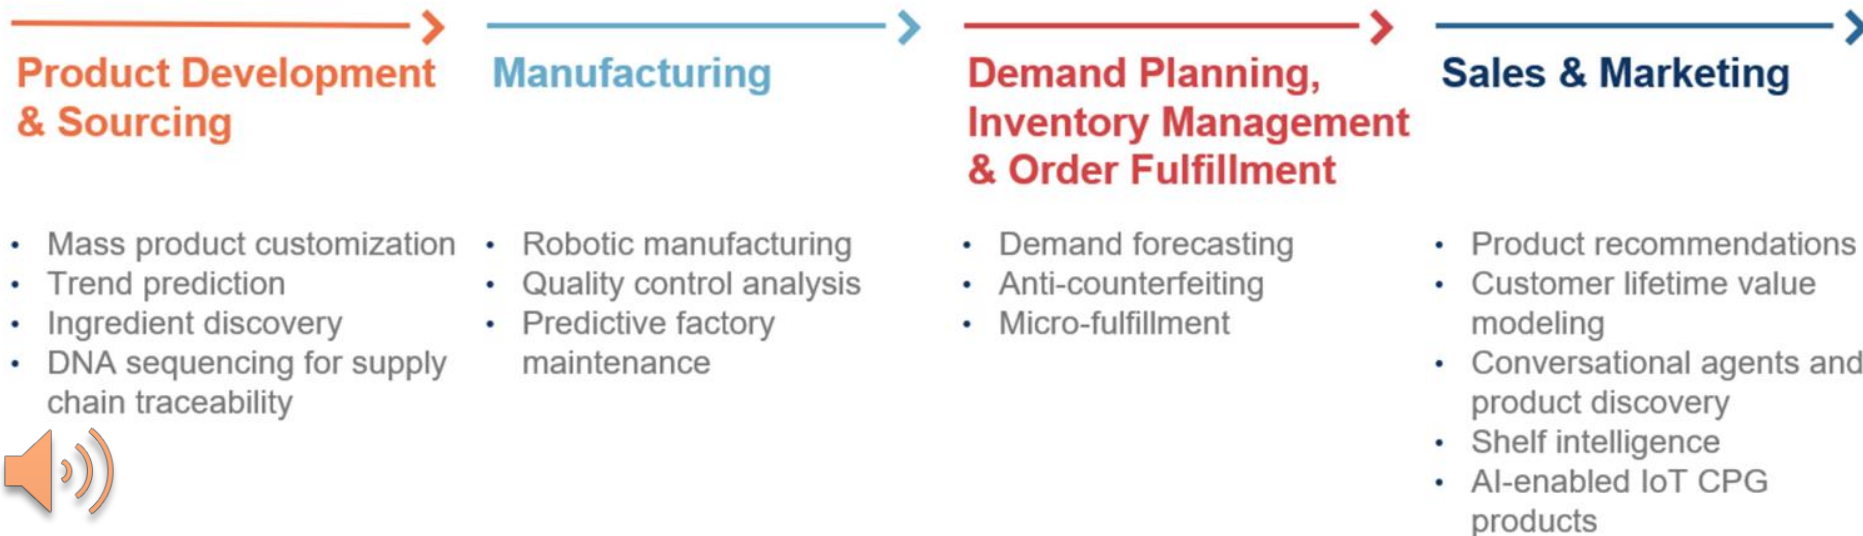 Product Development
& Sourcing
• Mass product customization
• Trend prediction
• Ingredient discovery
• DNA sequencing for supply
chain traceability
Manufacturing
• Robotic manufacturing
• Quality control analysis
• Predictive factory
maintenance
Demand Planning,
Inventory Management
& Order Fulfillment
• Demand forecasting
• Anti-counterfeiting
• Micro-fulfillment
Sales & Marketing
• Product recommendations
• Customer lifetime value
modeling
• Conversational agents and
product discovery
• Shelf intelligence
• AI-enabled IoT CPG
products